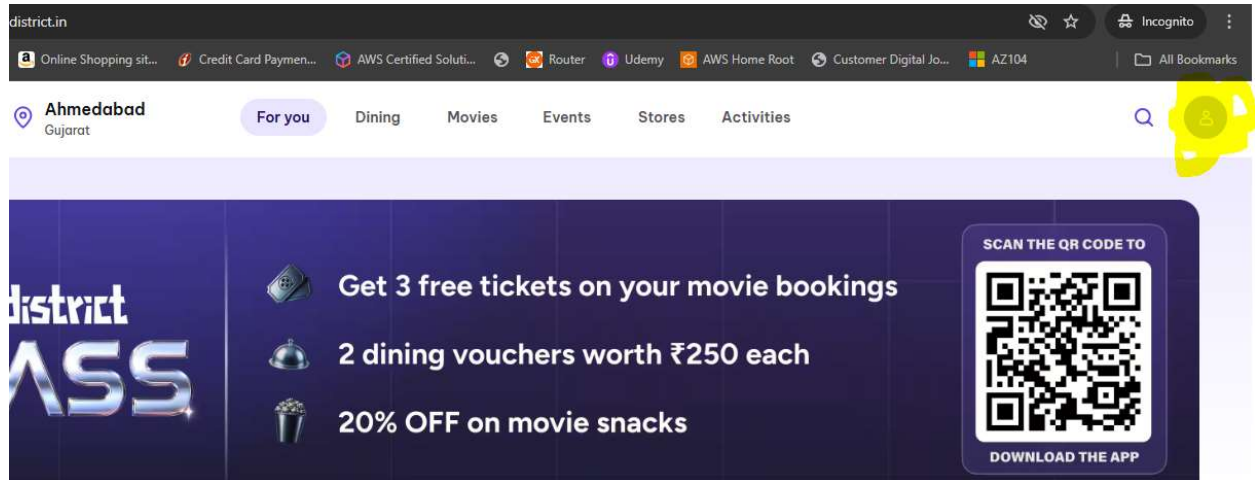 district.in
Incognito
Online Shopping sit...
Credit Card Paymen...
AWS Certified Soluti...
Router
Udemy
AWS Home Root
Customer Digital Jo...
AZ104
All Bookmarks
Ahmedabad
Gujarat
For you
Dining
Movies
Events
Stores
Activities
district
ASS
Get 3 free tickets on your movie bookings
2 dining vouchers worth ₹250 each
20% OFF on movie snacks
SCAN THE QR CODE TO
DOWNLOAD THE APP